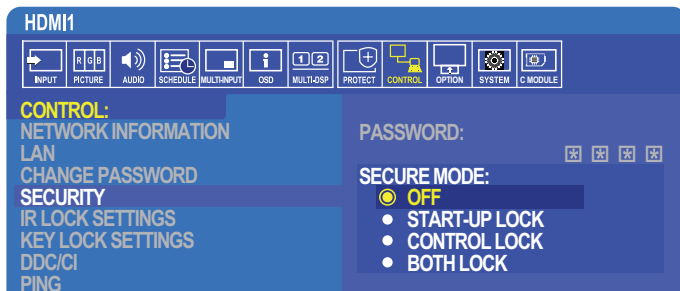 HDMI1
R G B 1 2
INPUT PICTURE AUDIO SCHEDULE MULTI-INPUT OSD MULTI-DSP PROTECT CONTROL OPTION SYSTEM C MODULE
CONTROL:
NETWORK INFORMATION
PASSWORD:
LAN
* * * *
CHANGE PASSWORD
SECURE MODE:
SECURITY
OFF
IR LOCK SETTINGS
START-UP LOCK
KEY LOCK SETTINGS
CONTROL LOCK
DDC/CI
BOTH LOCK
PING